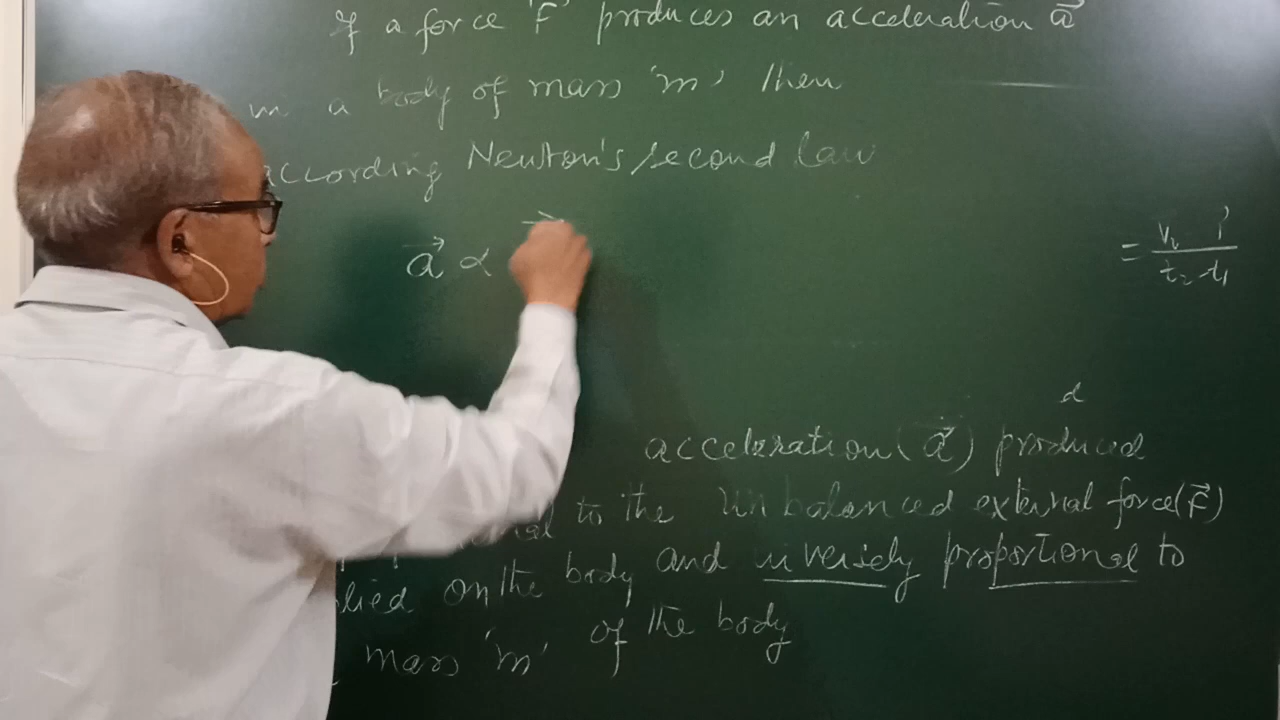 If a force 'F' produces an acceleration a⃗
in a body of mass 'm' then
according Newton's second law
a⃗ ∝
= v₂
t₂ - t₁
acceleration (a⃗) produced
to the Unbalanced external force (F⃗)
on the body and inversely proportional to
mass 'm' of the body